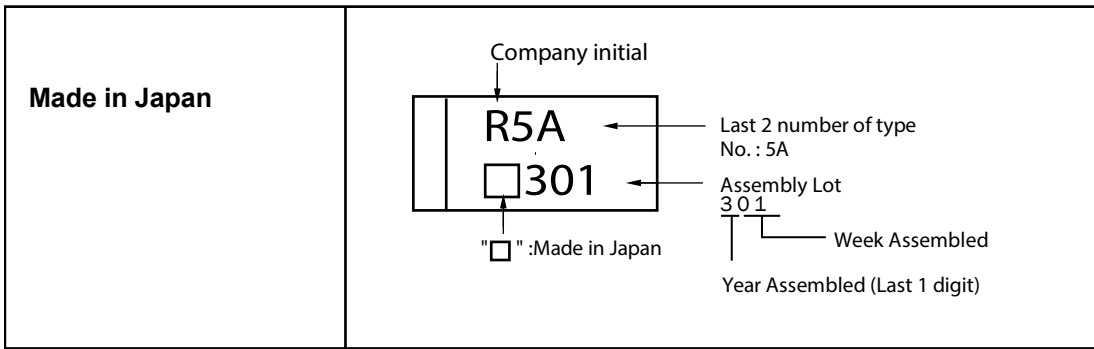 Made in Japan
Company initial
R5A
□301
Last 2 number of type
No. : 5A
Assembly Lot
301
Week Assembled
Year Assembled (Last 1 digit)
"□ " :Made in Japan